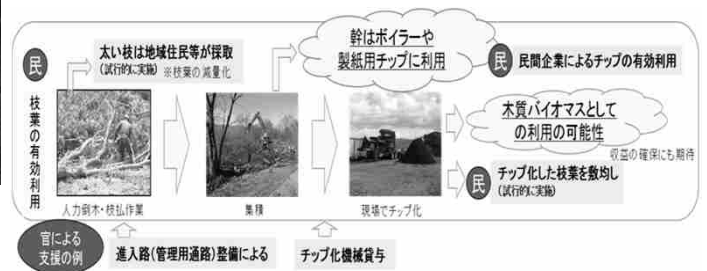 民
太い枝は地域住民等が採取
(試行的に実施) ※枝葉の減量化
幹はボイラーや
製紙用チップに利用
民 民間企業によるチップの有効利用
枝葉の有効利用
木質バイオマスとして
の利用の可能性
収益の確保にも期待
民 チップ化した枝葉を敷均し
(試行的に実施)
人力倒木・枝払作業
集積
現場でチップ化
官による
支援の例
進入路(管理用通路)整備による
チップ化機械貸与